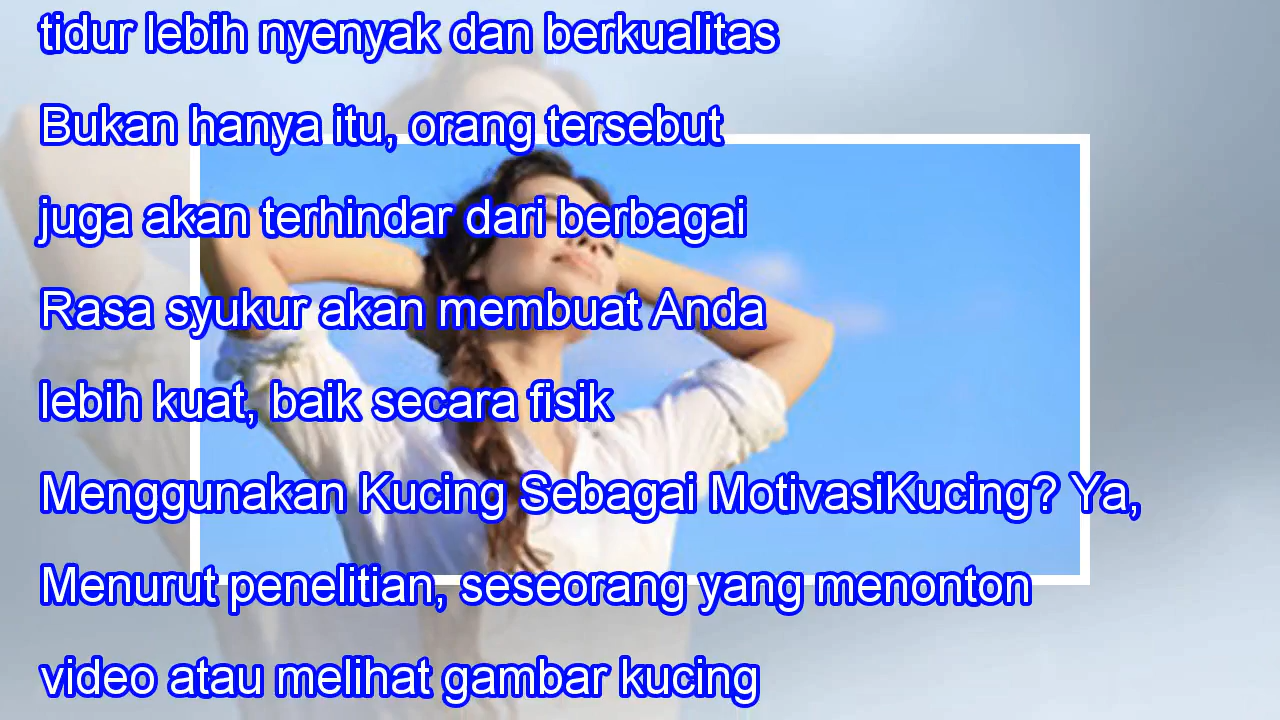 tidur lebih nyenyak dan berkualitas
Bukan hanya itu, orang tersebut
juga akan terhindar dari berbagai
Rasa syukur akan membuat Anda
lebih kuat, baik secara fisik
Menggunakan Kucing Sebagai MotivasiKucing? Ya,
Menurut penelitian, seseorang yang menonton
video atau melihat gambar kucing